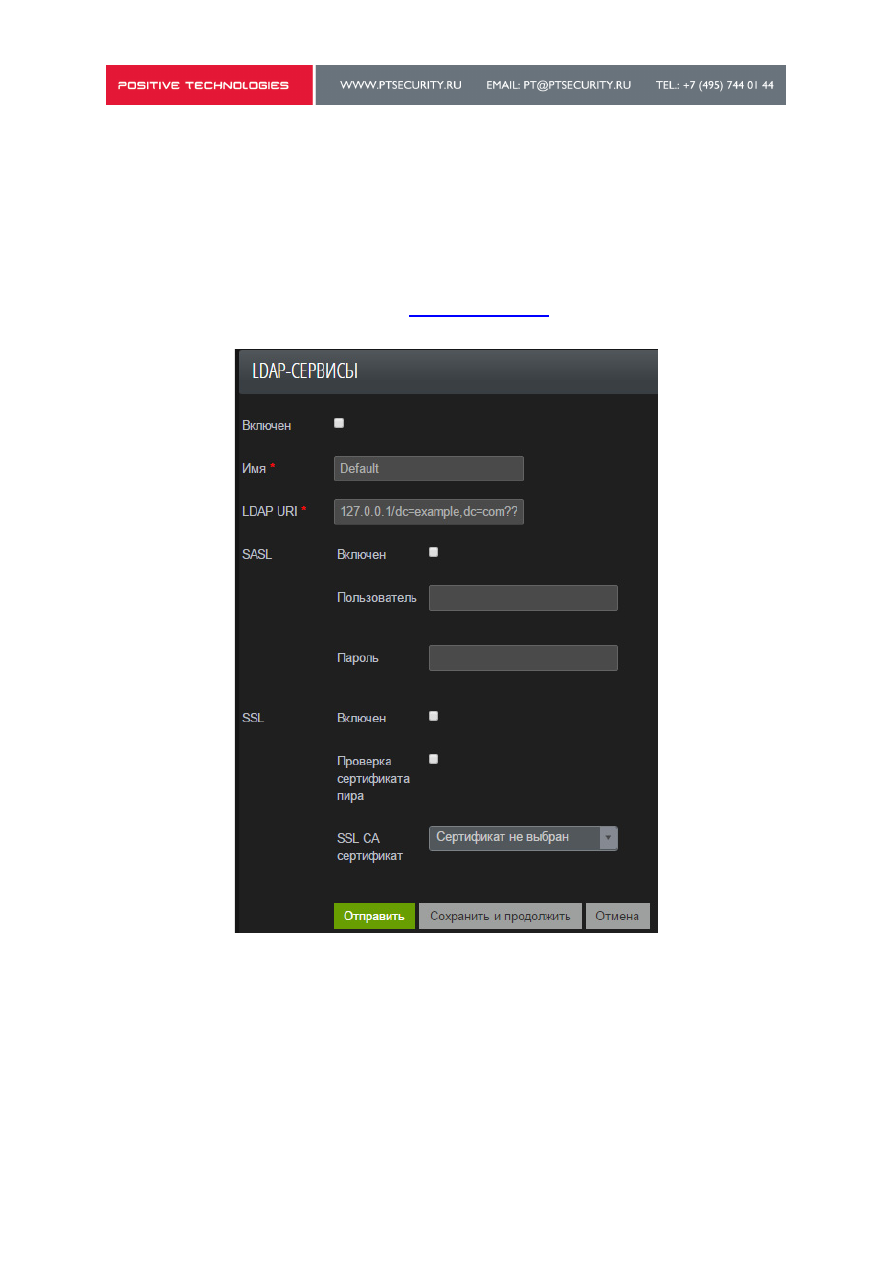 POSITIVE TECHNOLOGIES WWW.PTSECURITY.RU EMAIL: PT@PTSECURITY.RU TEL.: +7 (495) 744 01 44
LDAP-СЕРВИСЫ
Включен
Имя * Default
LDAP URI * 127.0.0.1/dc=example,dc=com??
SASL Включен
Пользователь
Пароль
SSL Включен
Проверка
сертификата
пира
SSL CA Сертификат не выбран
сертификат
Отправить Сохранить и продолжить Отмена